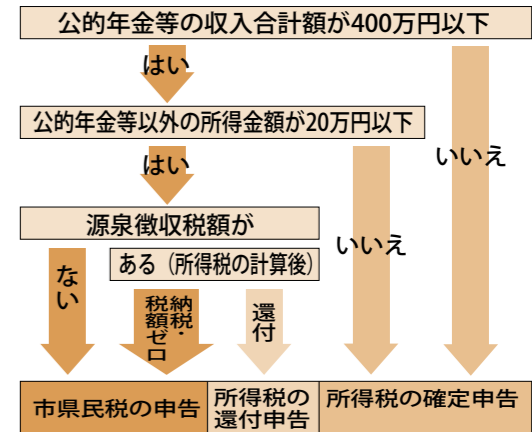 公的年金等の収入合計額が400万円以下
はい
いいえ
公的年金等以外の所得金額が20万円以下
はい
いいえ
源泉徴収税額が
ある（所得税の計算後）
ない
納税・
税額ゼロ
還付
市県民税の申告
所得税の
還付申告
所得税の確定申告